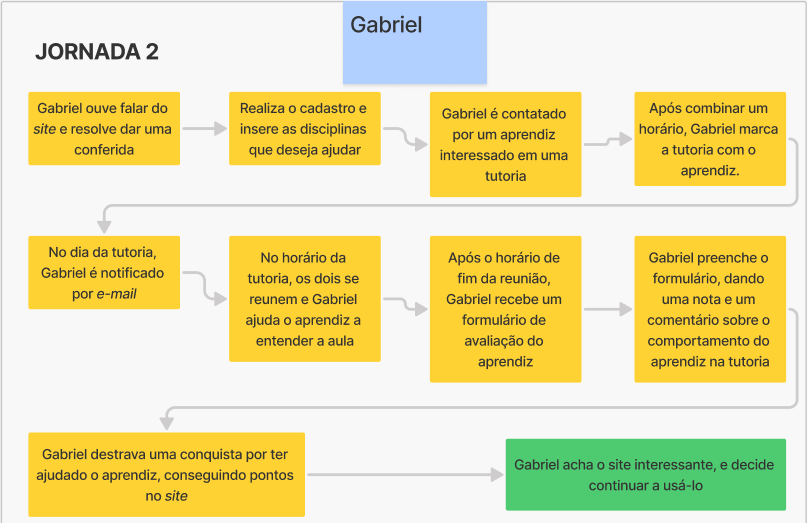 Gabriel
JORNADA 2
Gabriel ouve falar do
site e resolve dar uma
conferida
Realiza o cadastro e
insere as disciplinas
que deseja ajudar
Gabriel é contatado
por um aprendiz
interessado em uma
tutoria
Após combinar um
horário, Gabriel marca
a tutoria com o
aprendiz.
No dia da tutoria,
Gabriel é notificado
por e-mail
No horário da
tutoria, os dois se
reunem e Gabriel
ajuda o aprendiz a
entender a aula
Após o horário de
fim da reunião,
Gabriel recebe um
formulário de
avaliação do
aprendiz
Gabriel preenche o
formulário, dando
uma nota e um
comentário sobre o
comportamento do
aprendiz na tutoria
Gabriel destrava uma conquista por ter
ajudado o aprendiz, conseguindo pontos
no site
Gabriel acha o site interessante, e decide
continuar a usá-lo